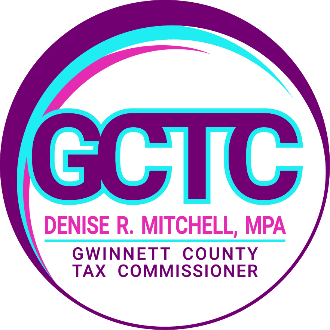 GCTC
DENISE R. MITCHELL, MPA
GWINNETT COUNTY
TAX COMMISSIONER